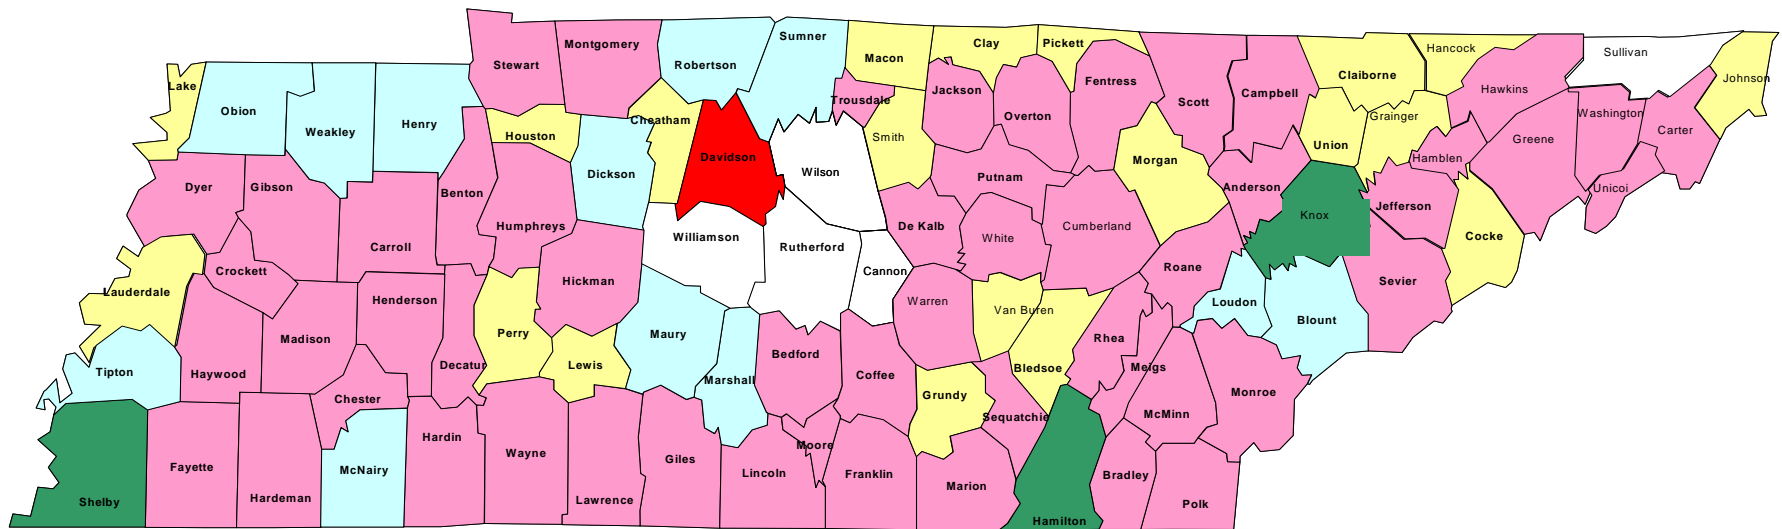 Sumner
Montgomery
Clay
Pickett
Hancock
Sullivan
Macon
Stewart
Robertson
Claiborne
Johnson
Lake
Jackson
Fentress
Hawkins
Trousdale
Scott
Campbell
Obion
Henry
Cheatham
Overton
Grainger
Washington
Weakley
Houston
Smith
Carter
Greene
Union
Davidson
Morgan
Hamblen
Dickson
Wilson
Putnam
Dyer
Gibson
Benton
Anderson
Unicoi
Jefferson
Knox
Humphreys
De Kalb
Cumberland
Williamson
White
Cocke
Carroll
Rutherford
Crockett
Cannon
Roane
Hickman
Sevier
Lauderdale
Henderson
Warren
Loudon
Van Buren
Blount
Perry
Maury
Madison
Rhea
Bedford
Lewis
Decatur
Meigs
Bledsoe
Tipton
Haywood
Coffee
Marshall
Monroe
Chester
Grundy
McMinn
Sequatchie
Hardin
Moore
Wayne
Giles
Fayette
McNairy
Lincoln
Franklin
Bradley
Marion
Hardeman
Lawrence
Shelby
Polk
Hamilton